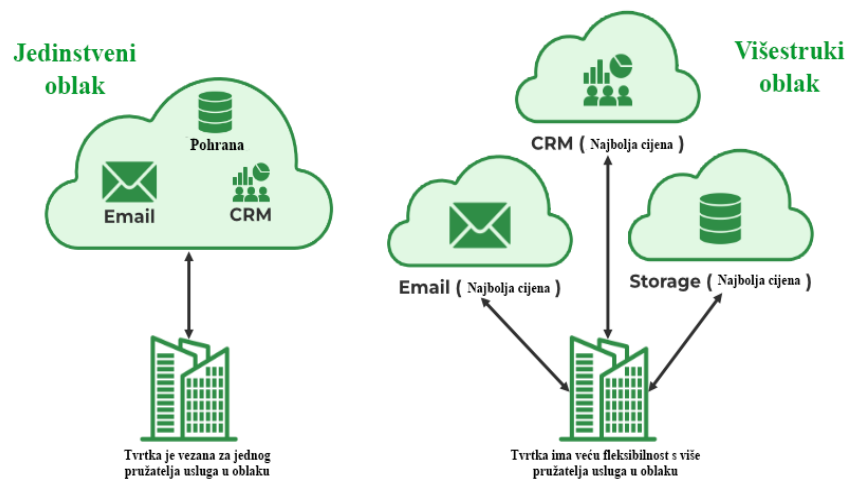 Jedinstveni
oblak
Pohrana
Email
CRM
Tvrtka je vezana za jednog
pružatelja usluga u oblaku
Višestruki
oblak
CRM ( Najbolja cijena )
Email ( Najbolja cijena )
Storage ( Najbolja cijena )
Tvrtka ima veću fleksibilnost s više
pružatelja usluga u oblaku